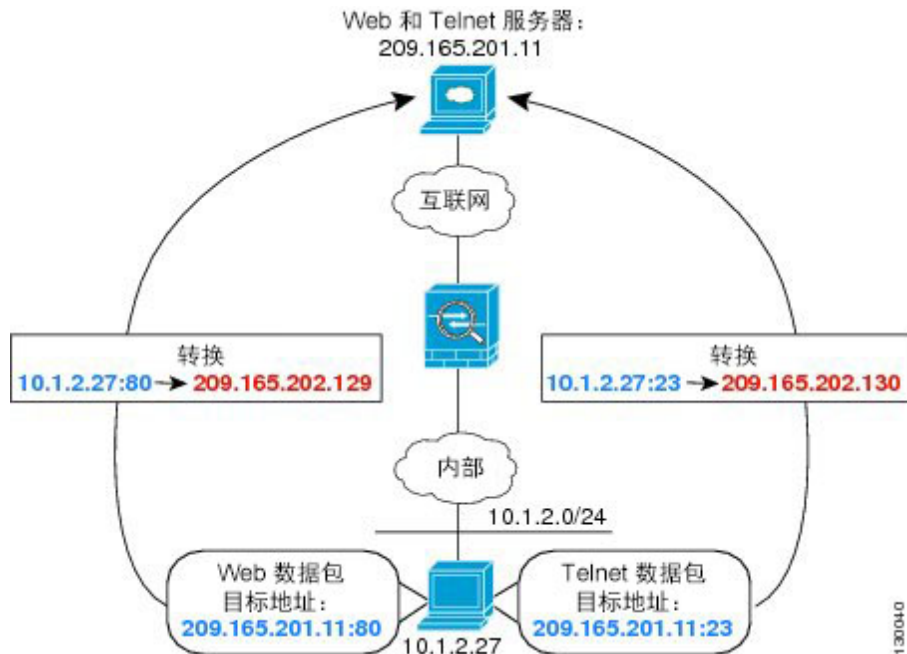 Web 和 Telnet 服务器：
209.165.201.11
互联网
转换
10.1.2.27:80 209.165.202.129
转换
10.1.2.27:23 209.165.202.130
内部
10.1.2.0/24
Web 数据包
目标地址：
209.165.201.11:80
Telnet 数据包
目标地址：
209.165.201.11:23
10.1.2.27
130040